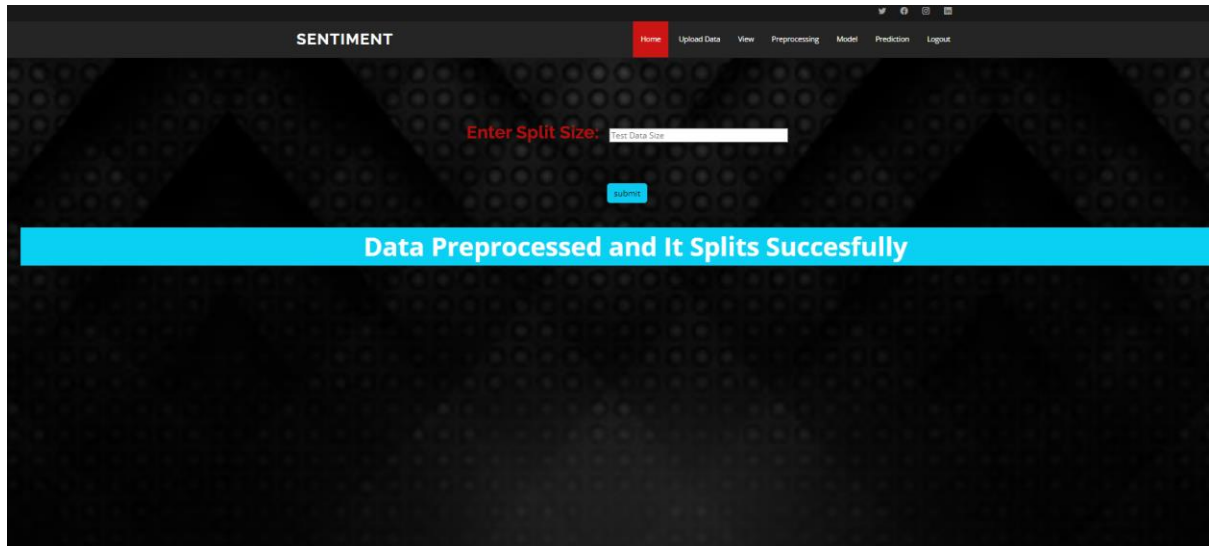 SENTIMENT
Home Upload Data View Preprocessing Model Prediction Logout
Enter Split Size: Test Data Size
submit
Data Preprocessed and It Splits Succesfully